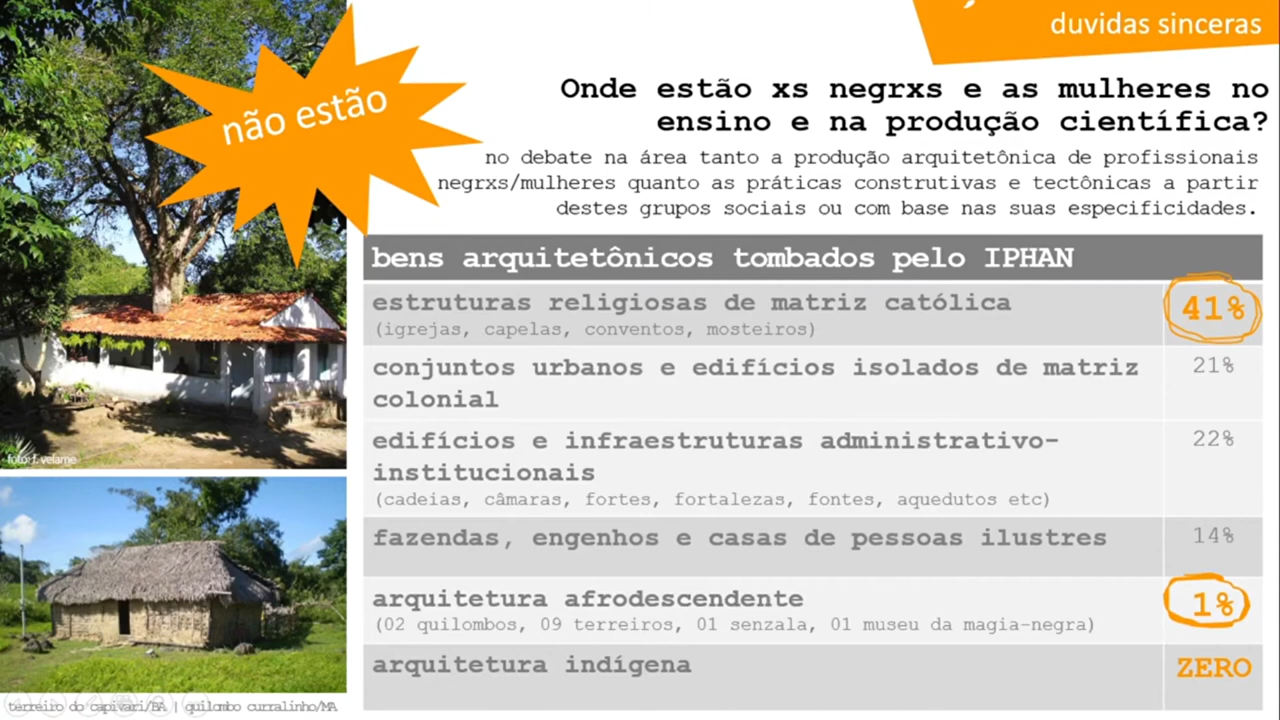 duvidas sinceras
não estão
Onde estão xs negrxs e as mulheres no
ensino e na produção científica?
no debate na área tanto a produção arquitetônica de profissionais
negrxs/mulheres quanto as práticas construtivas e tectônicas a partir
destes grupos sociais ou com base nas suas especificidades.
bens arquitetônicos tombados pelo IPHAN
estruturas religiosas de matriz católica 41%
(igrejas, capelas, conventos, mosteiros)
conjuntos urbanos e edifícios isolados de matriz 21%
colonial
edifícios e infraestruturas administrativo- 22%
institucionais
(cadeias, câmaras, fortes, fortalezas, fontes, aquedutos etc)
fazendas, engenhos e casas de pessoas ilustres 14%
arquitetura afrodescendente 1%
(02 quilombos, 09 terreiros, 01 senzala, 01 museu da magia-negra)
arquitetura indígena ZERO
foto: f. velame
terreiro do capivari/BA | quilombo curralinho/MA